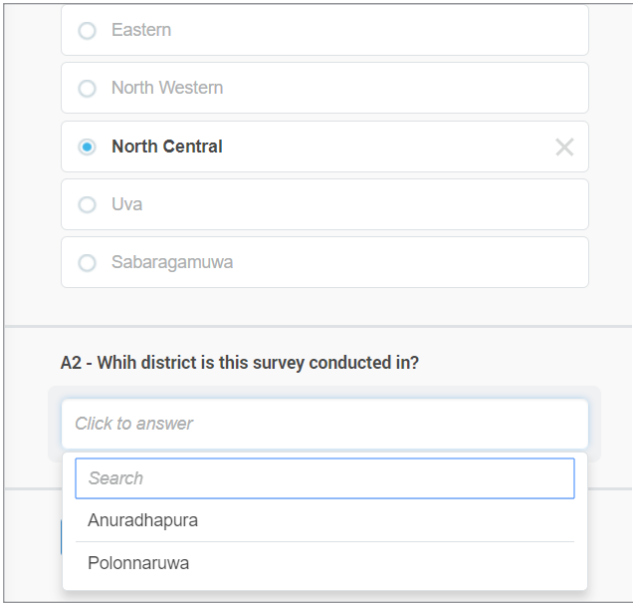 Eastern
North Western
North Central
Uva
Sabaragamuwa
A2 - Whih district is this survey conducted in?
Click to answer
Search
Anuradhapura
Polonnaruwa